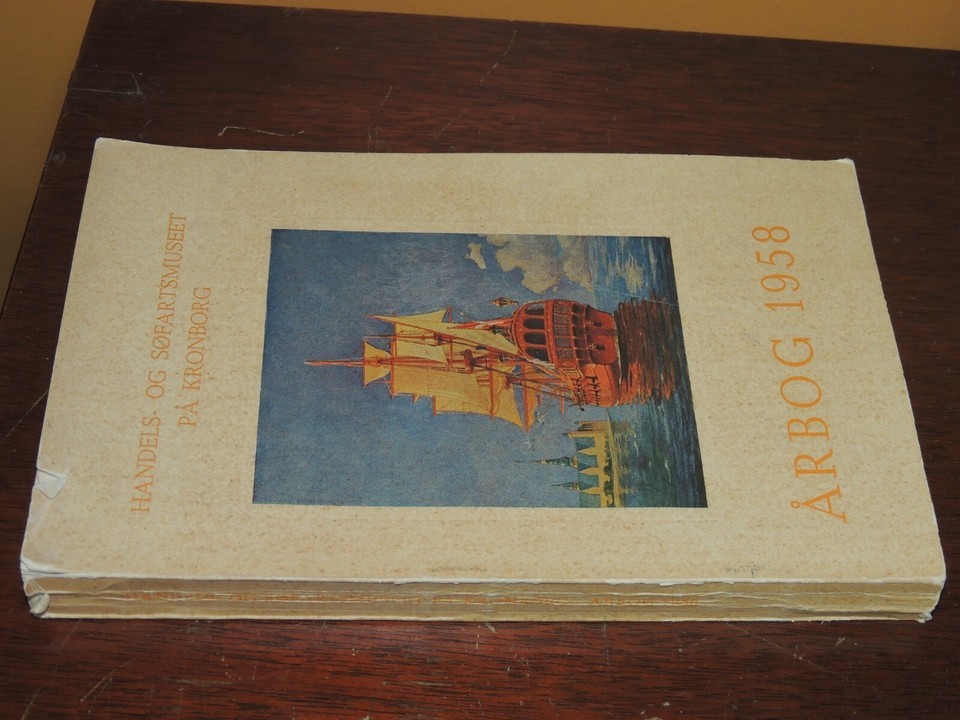 HANDELS- OG SØFARTSMUSEET
PÅ KRONBORG
ÅRBOG 1958